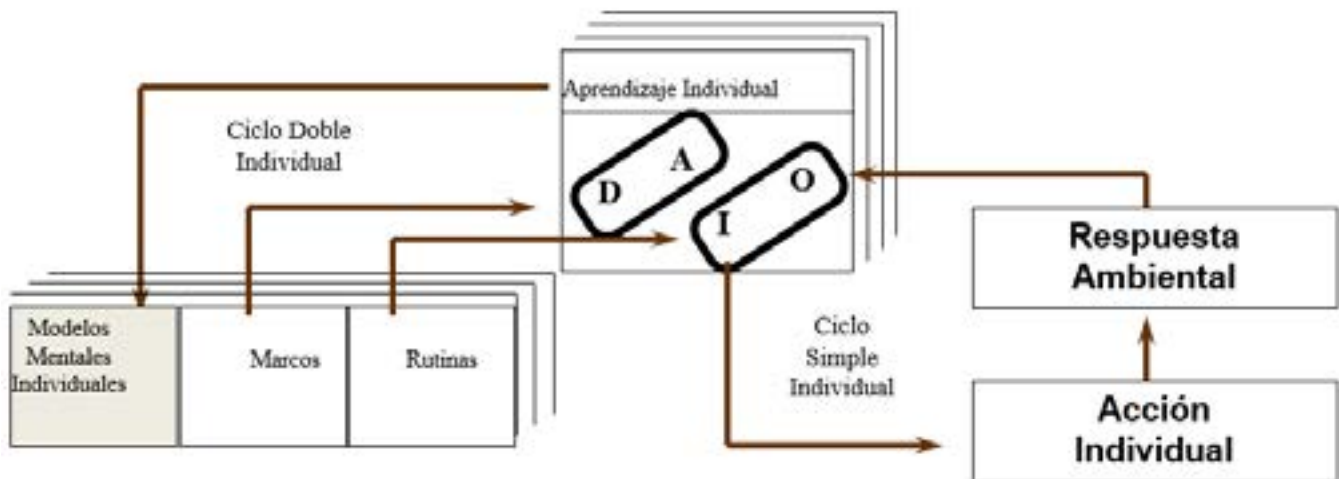 Aprendizaje Individual
Ciclo Doble
Individual
D
A
I
O
Respuesta
Ambiental
Modelos
Mentales
Individuales
Marcos
Rutinas
Ciclo
Simple
Individual
Acción
Individual